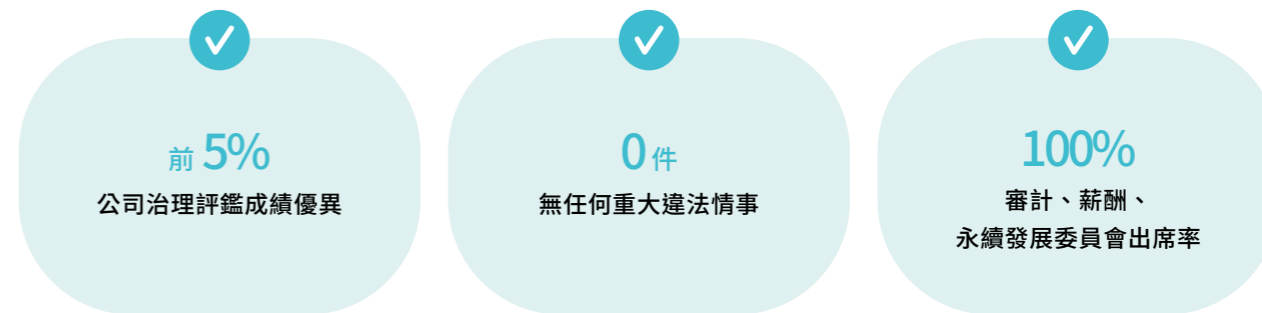 前 5%
公司治理評鑑成績優異
0 件
無任何重大違法情事
100%
審計、薪酬、
永續發展委員會出席率